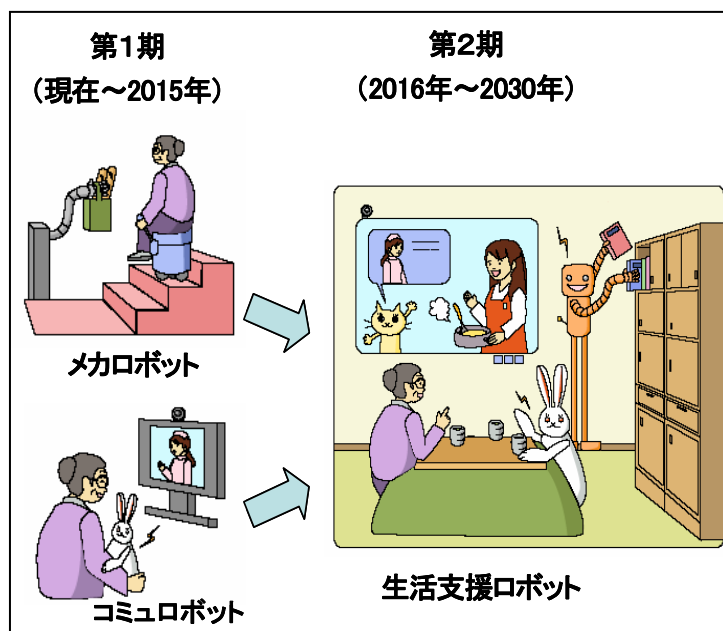 第1期
（現在～2015年）
第2期
（2016年～2030年）
メカロボット
コミュロボット
生活支援ロボット